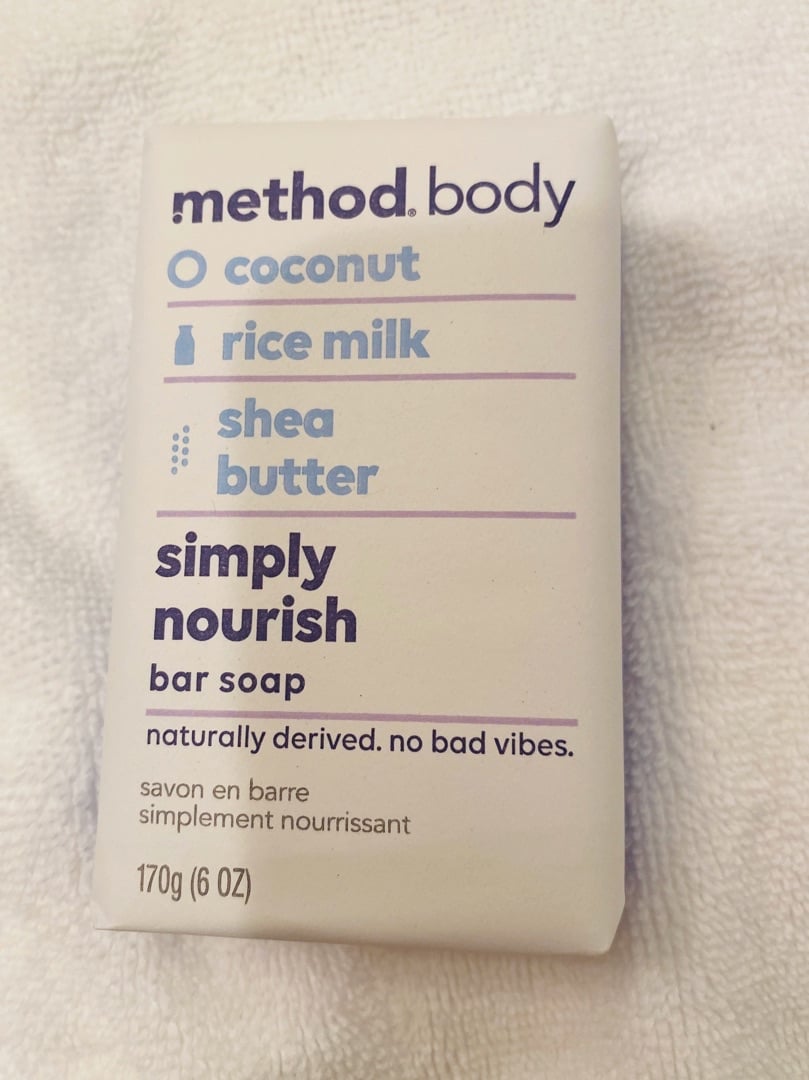 method® body
coconut
rice milk
shea
butter
simply
nourish
bar soap
naturally derived. no bad vibes.
savon en barre
simplement nourrissant
170g (6 OZ)